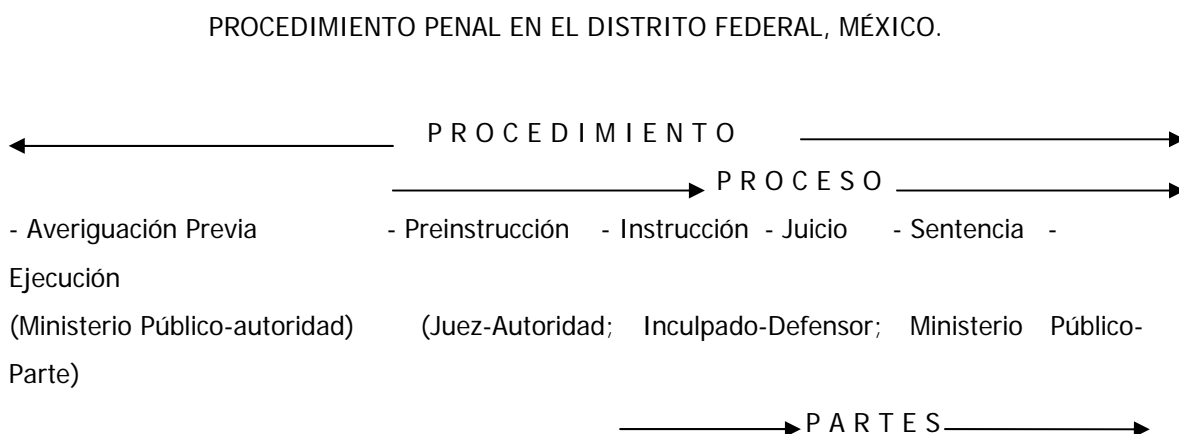 PROCEDIMIENTO PENAL EN EL DISTRITO FEDERAL, MÉXICO.
P R O C E D I M I E N T O
P R O C E S O
- Averiguación Previa - Preinstrucción - Instrucción - Juicio - Sentencia -
Ejecución
(Ministerio Público-autoridad) (Juez-Autoridad; Inculpado-Defensor; Ministerio Público-
Parte)
P A R T E S